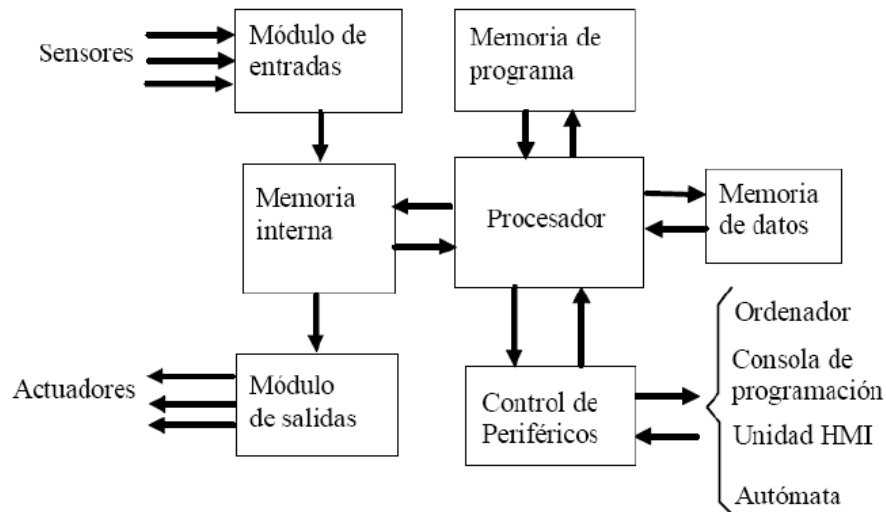 Sensores
Módulo de
entradas
Memoria de
programa
Memoria
interna
Procesador
Memoria
de datos
Actuadores
Módulo
de salidas
Control de
Periféricos
Ordenador
Consola de
programación
Unidad HMI
Autómata